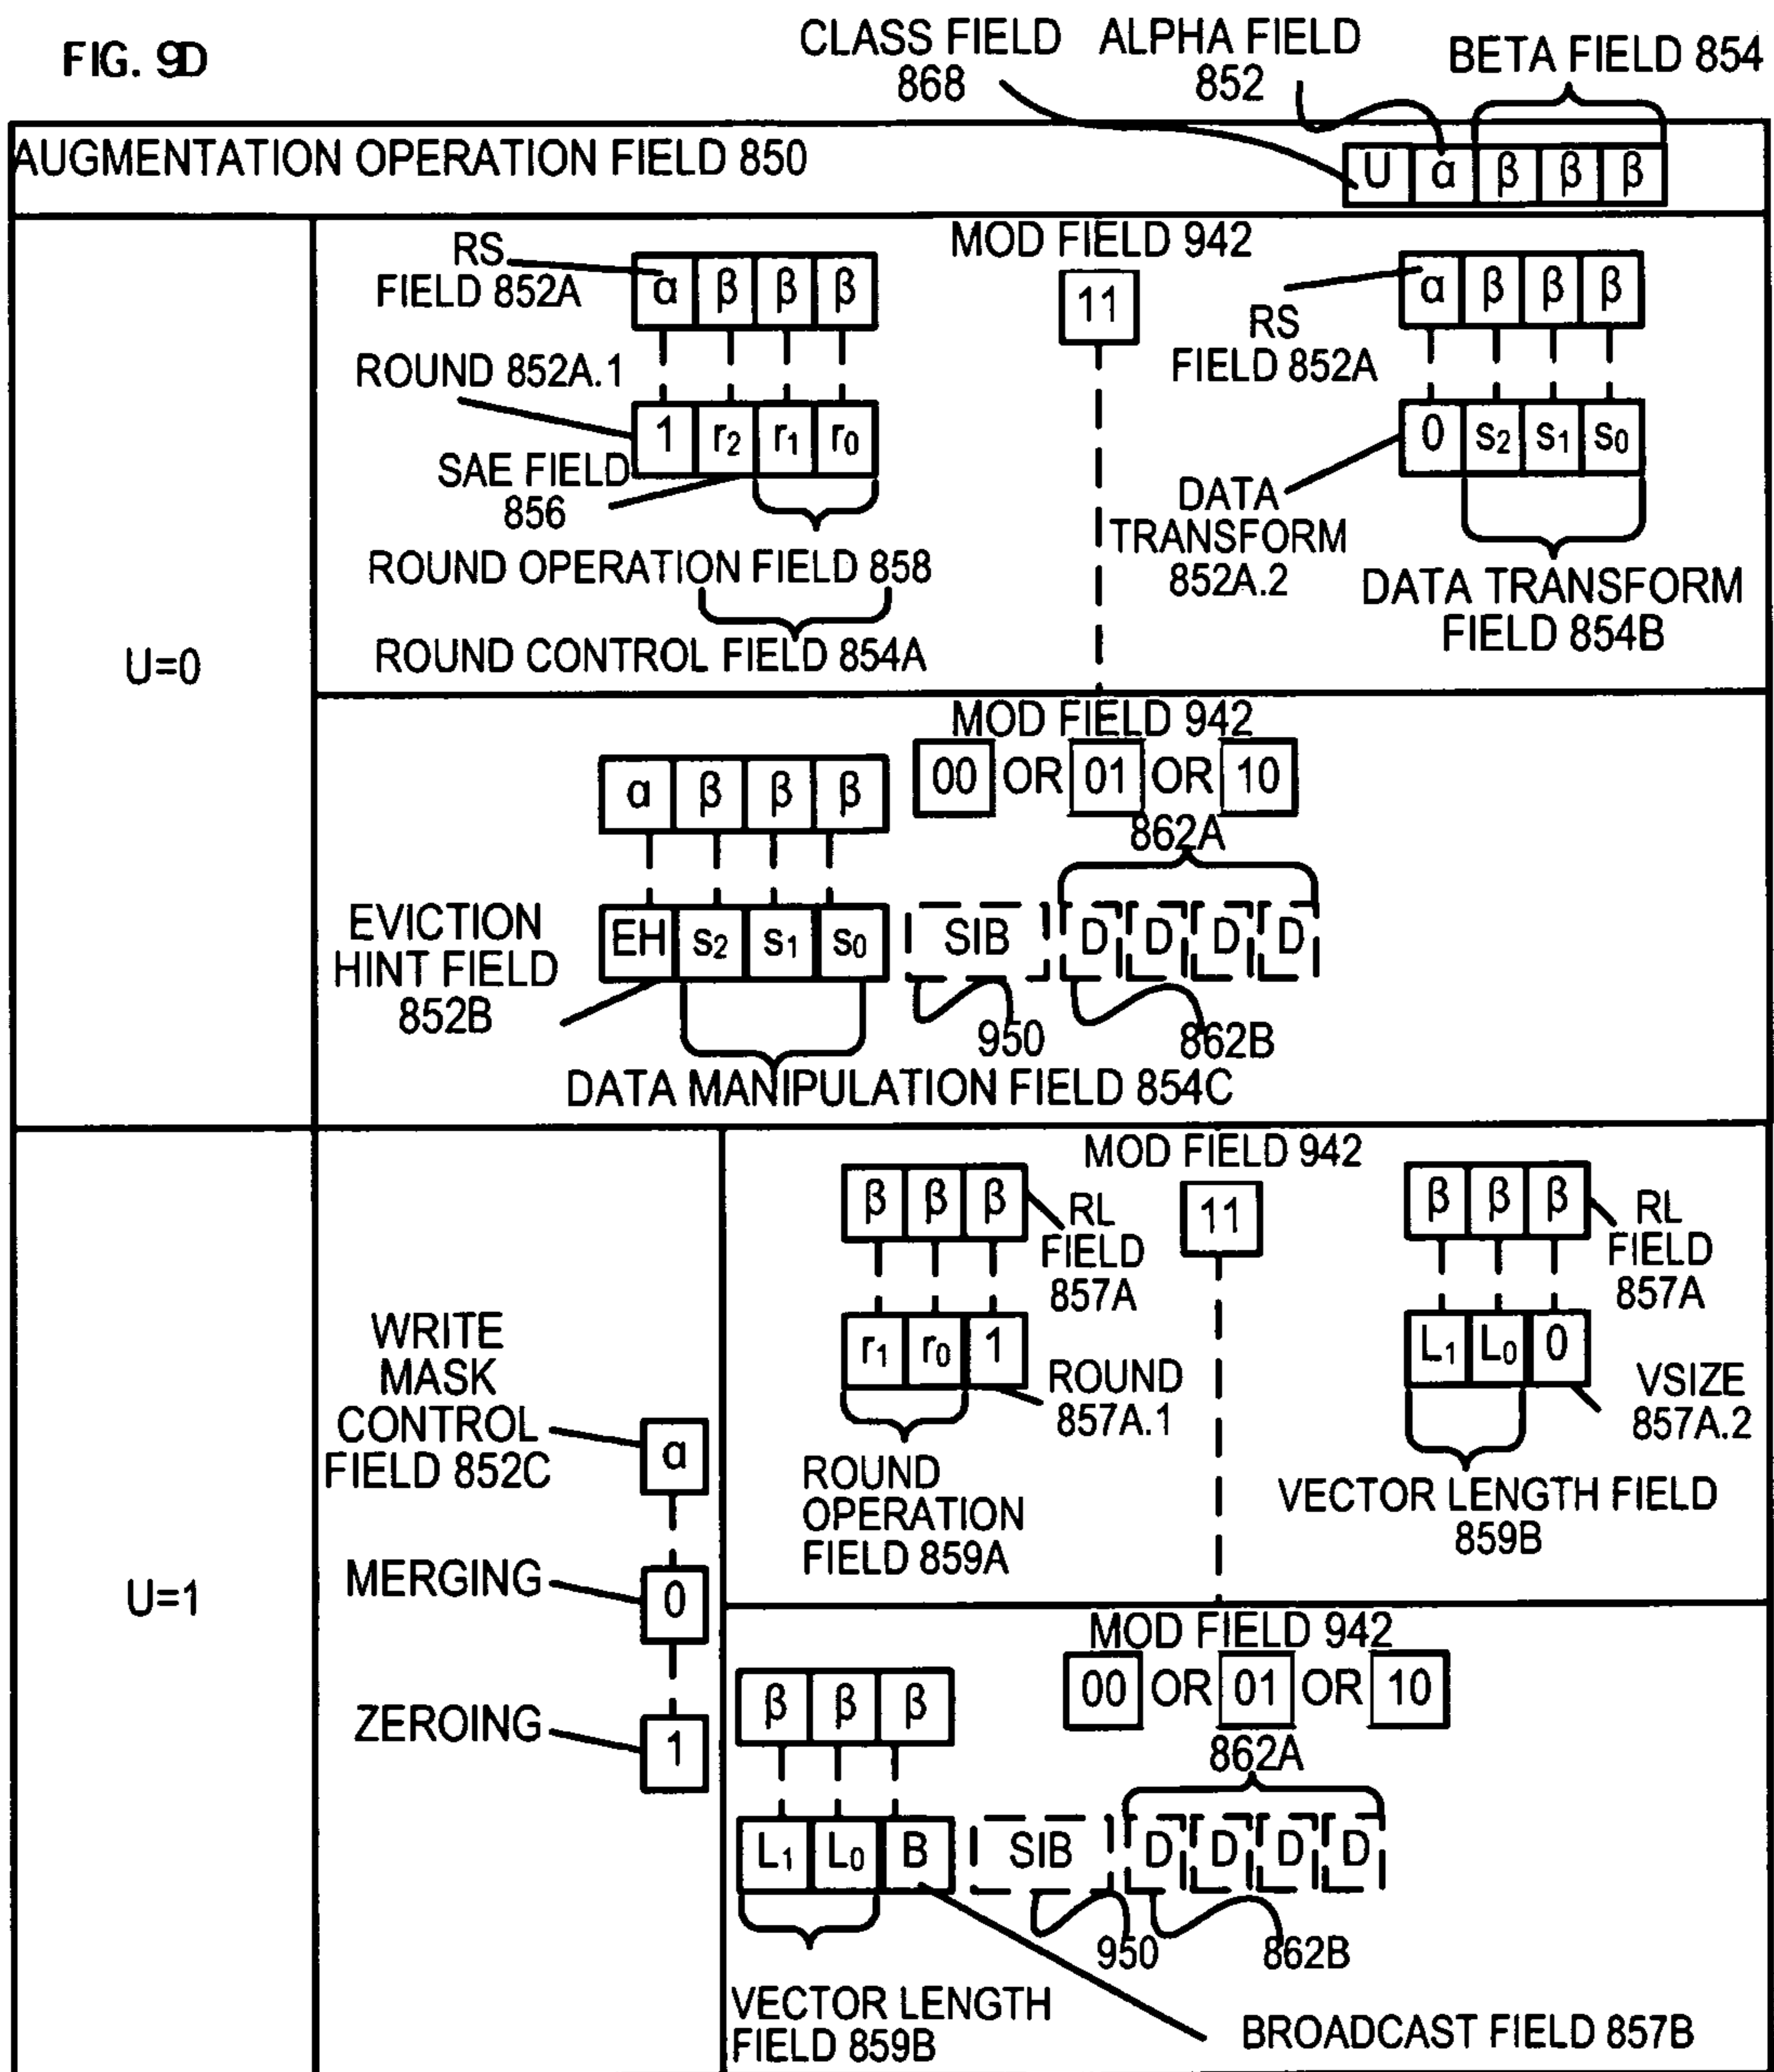 FIG. 9D
CLASS FIELD
868
ALPHA FIELD
852
BETA FIELD 854
AUGMENTATION OPERATION FIELD 850
U α β β β
U=0
MOD FIELD 942
11
RS
FIELD 852A
α β β β
ROUND 852A.1
1 r2 r1 r0
SAE FIELD
856
ROUND OPERATION FIELD 858
ROUND CONTROL FIELD 854A
α β β β
RS
FIELD 852A
0 s2 s1 s0
DATA
TRANSFORM
852A.2
DATA TRANSFORM
FIELD 854B
MOD FIELD 942
00 OR 01 OR 10
α β β β
862A
EVICTION
HINT FIELD
852B
EH s2 s1 s0 SIB D D D D
950
862B
DATA MANIPULATION FIELD 854C
U=1
WRITE
MASK
CONTROL
FIELD 852C
α
MERGING
0
ZEROING
1
MOD FIELD 942
11
β β β
RL
FIELD
857A
r1 r0 1
ROUND
857A.1
ROUND
OPERATION
FIELD 859A
β β β
RL
FIELD
857A
L1 L0 0
VSIZE
857A.2
VECTOR LENGTH FIELD
859B
MOD FIELD 942
00 OR 01 OR 10
β β β
862A
L1 L0 B SIB D D D D
950
862B
VECTOR LENGTH
FIELD 859B
BROADCAST FIELD 857B